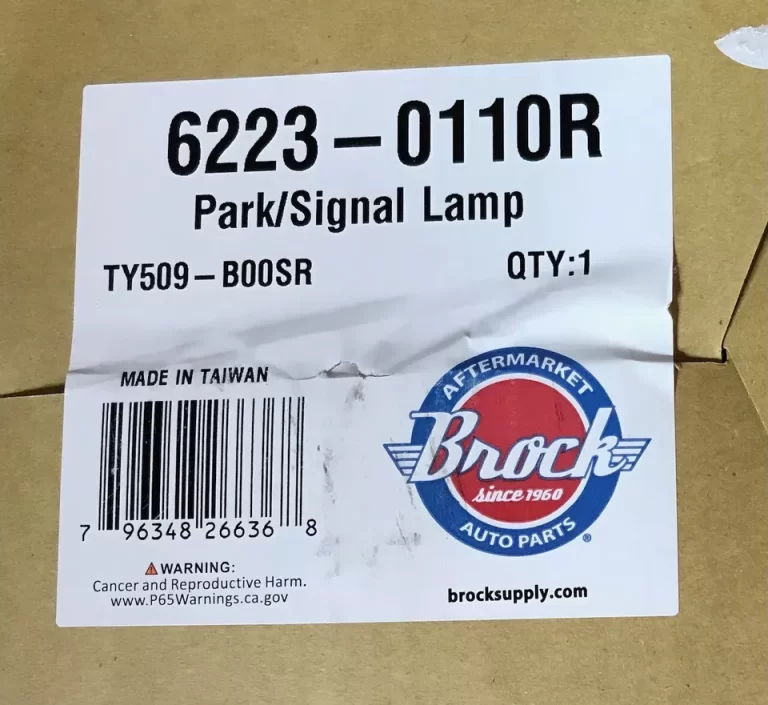 6223-0110R
Park/Signal Lamp
TY509-B00SR
QTY:1
MADE IN TAIWAN
7 96348 26636 8
WARNING:
Cancer and Reproductive Harm.
www.P65Warnings.ca.gov
AFTERMARKET
Brock
since 1960
AUTO PARTS
®
brocksupply.com